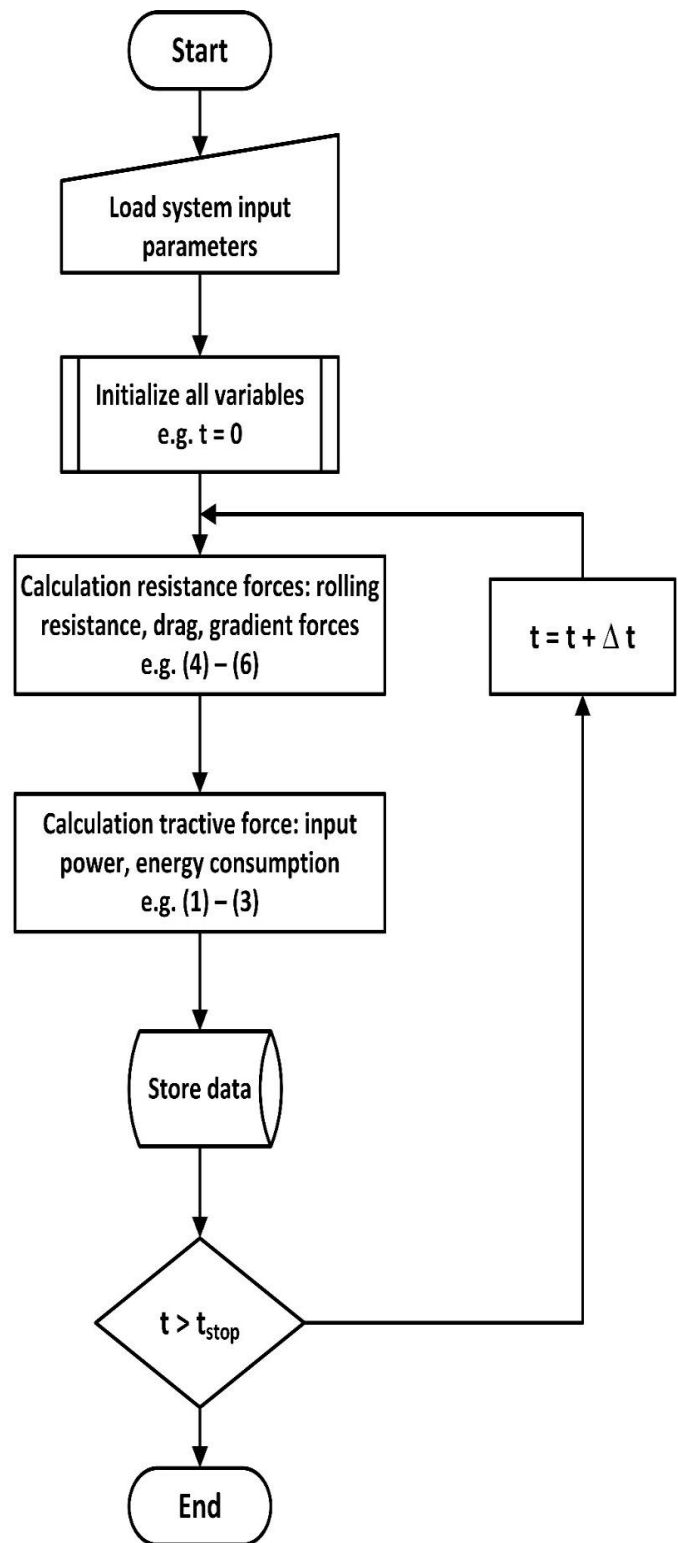 Start
Load system input
parameters
Initialize all variables
e.g. t = 0
Calculation resistance forces: rolling
resistance, drag, gradient forces
e.g. (4) – (6)
t = t + Δ t
Calculation tractive force: input
power, energy consumption
e.g. (1) – (3)
Store data
t > tstop
End